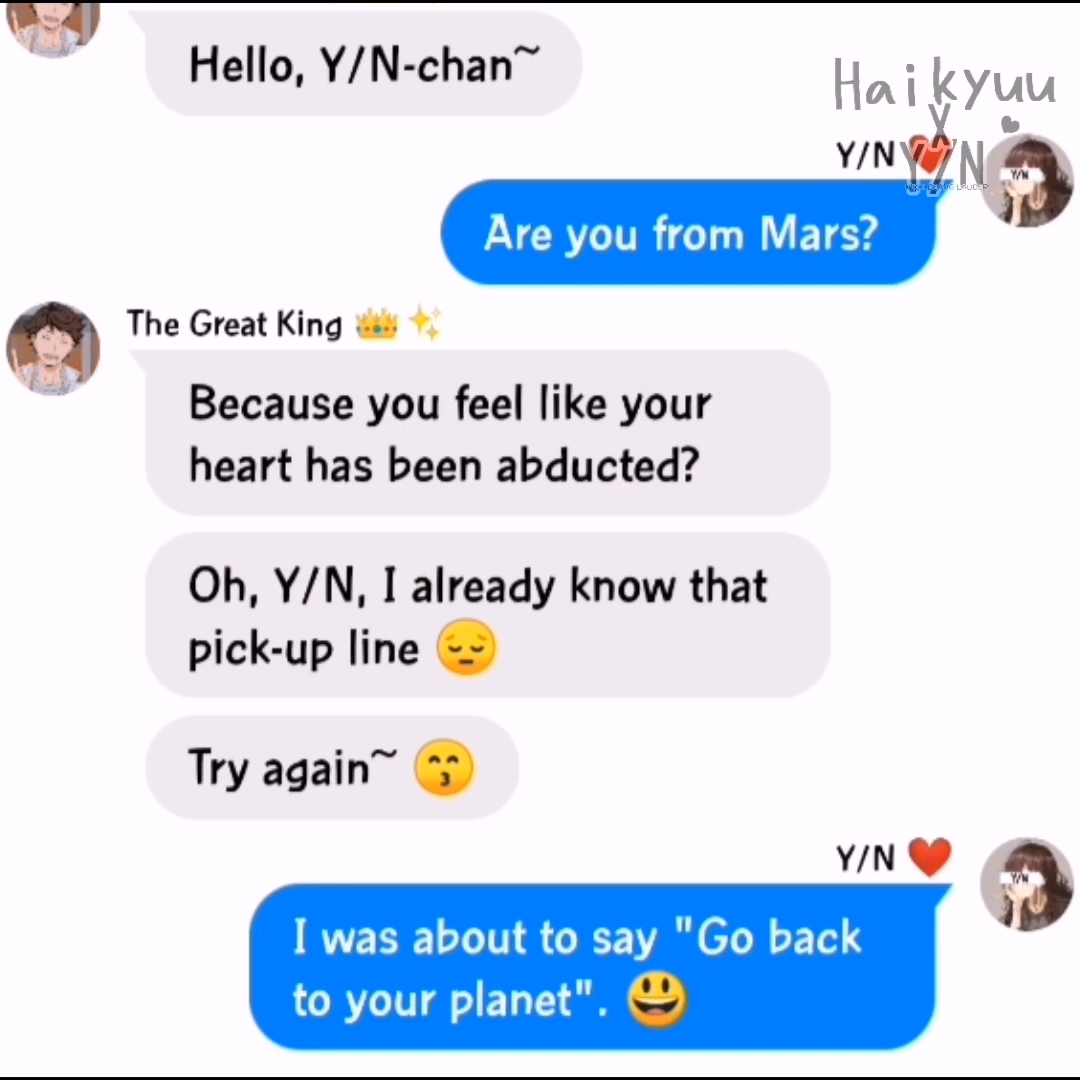 Hello, Y/N-chan~
Haikyuu
X
Y/N
Y/N ❤️
Y/N
Are you from Mars?
The Great King 👑✨
Because you feel like your
heart has been abducted?
Oh, Y/N, I already know that
pick-up line 😔
Try again~ 😙
Y/N ❤️
Y/N
I was about to say "Go back
to your planet". 😃